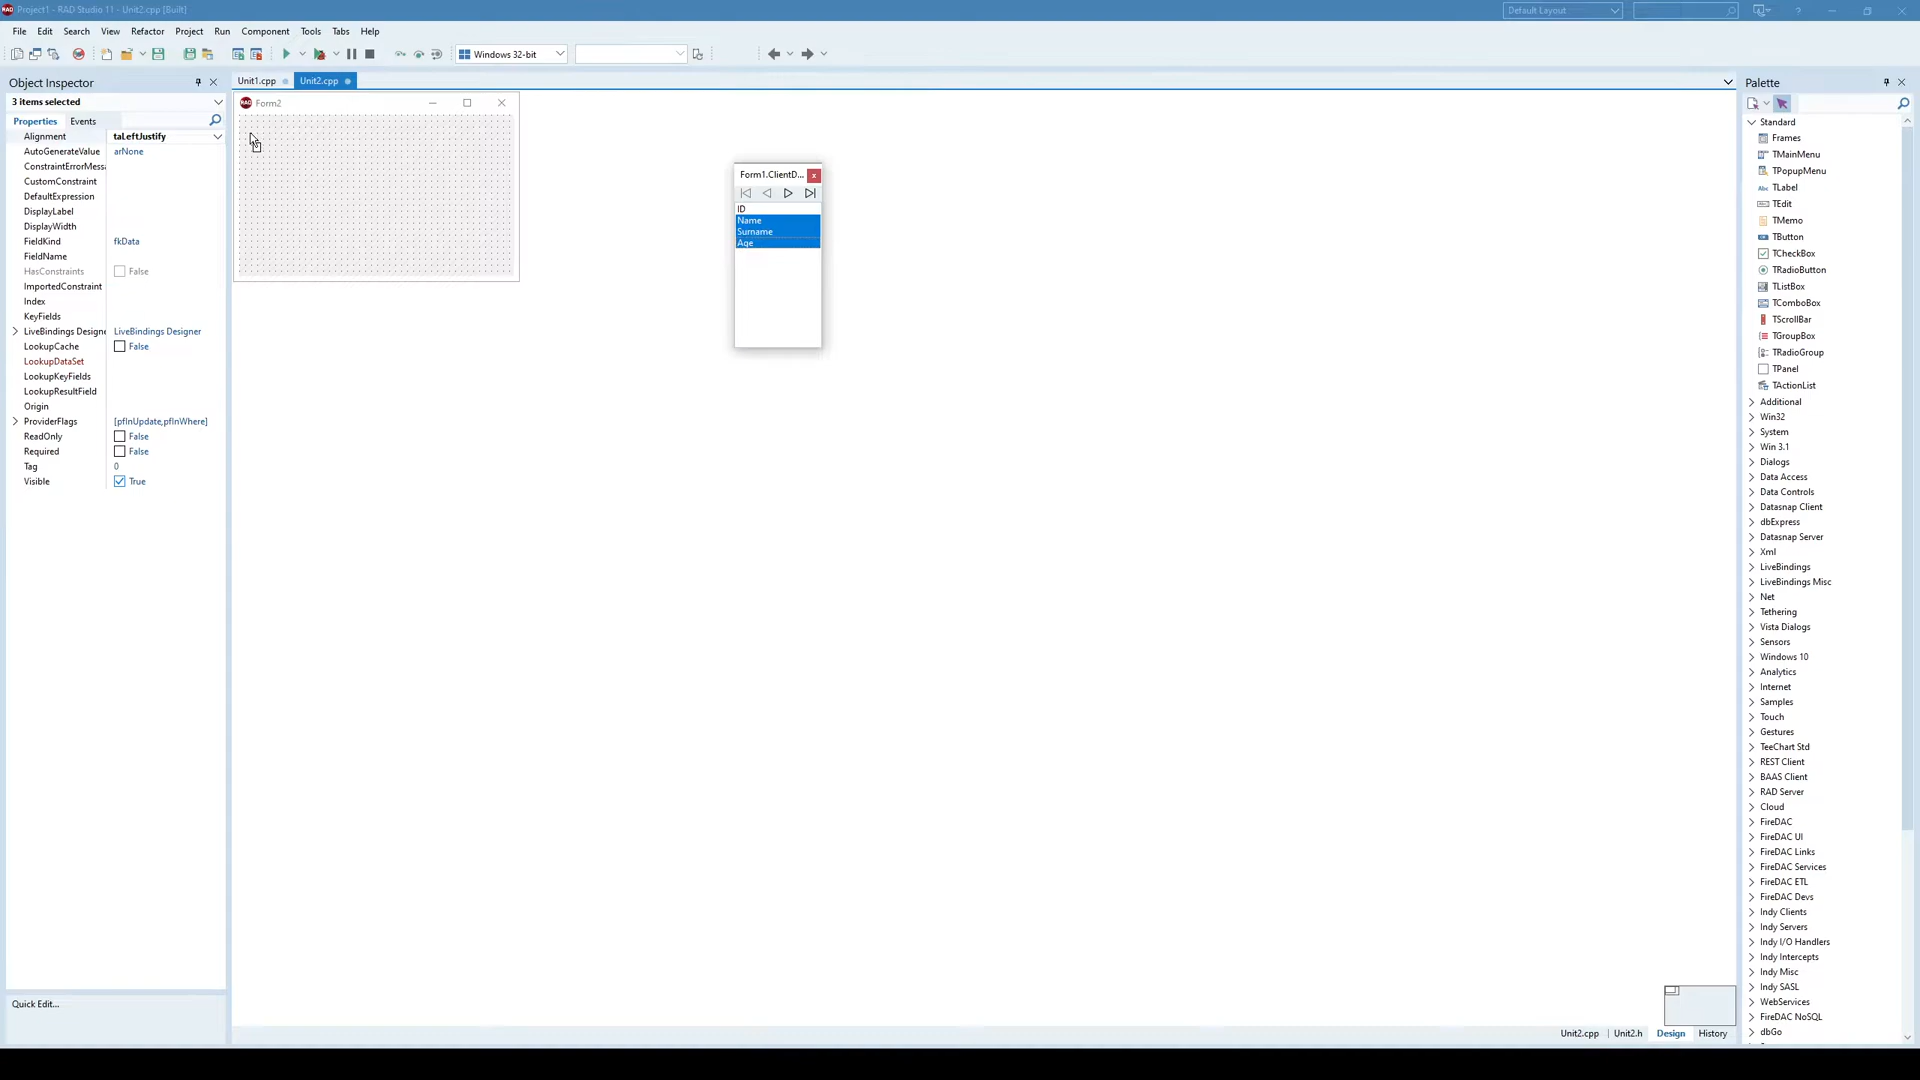 Project1 - RAD Studio 11 - Unit2.cpp [Built]
Default Layout
File Edit Search View Refactor Project Run Component Tools Tabs Help
Windows 32-bit
Object Inspector
3 items selected
Properties Events
Alignment taLeftJustify
AutoGenerateValue arNone
ConstraintErrorMessa
CustomConstraint
DefaultExpression
DisplayLabel
DisplayWidth
FieldKind fkData
FieldName
HasConstraints False
ImportedConstraint
Index
KeyFields
LiveBindings Designe LiveBindings Designer
LookupCache False
LookupDataSet
LookupKeyFields
LookupResultField
Origin
ProviderFlags [pfInUpdate,pfInWhere]
ReadOnly False
Required False
Tag 0
Visible True
Quick Edit...
Unit1.cpp Unit2.cpp
Form2
Form1.ClientD...
ID
Name
Surname
Age
Unit2.cpp Unit2.h Design History
Palette
Standard
Frames
TMainMenu
TPopupMenu
Abc TLabel
TEdit
TMemo
TButton
TCheckBox
TRadioButton
TListBox
TComboBox
TScrollBar
TGroupBox
TRadioGroup
TPanel
TActionList
Additional
Win32
System
Win 3.1
Dialogs
Data Access
Data Controls
Datasnap Client
dbExpress
Datasnap Server
Xml
LiveBindings
LiveBindings Misc
Net
Tethering
Vista Dialogs
Sensors
Windows 10
Analytics
Internet
Samples
Touch
Gestures
TeeChart Std
REST Client
BAAS Client
RAD Server
Cloud
FireDAC
FireDAC UI
FireDAC Links
FireDAC Services
FireDAC ETL
FireDAC Devs
Indy Clients
Indy Servers
Indy I/O Handlers
Indy Intercepts
Indy Misc
Indy SASL
WebServices
FireDAC NoSQL
dbGo